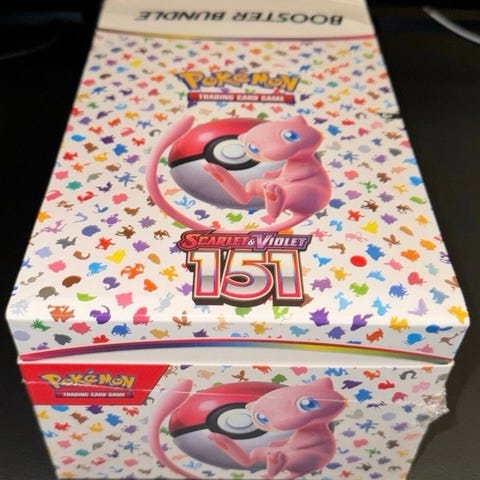 BOOSTER BUNDLE
POKÉMON
TRADING CARD GAME
SCARLET & VIOLET
151
POKÉMON
TRADING CARD GAME